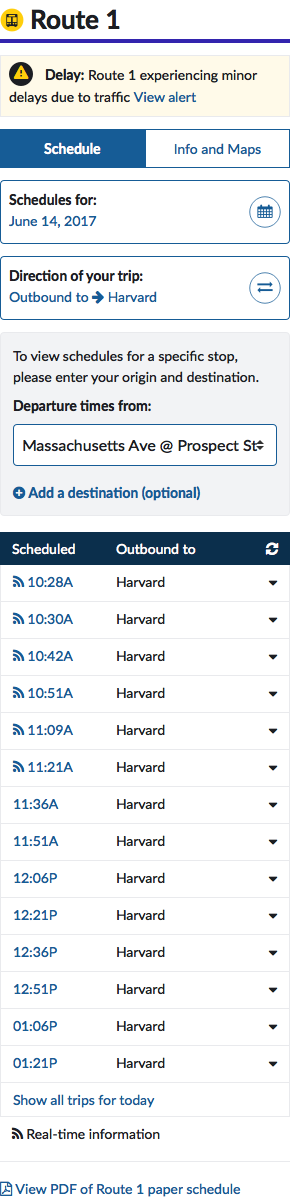 Route 1
Delay: Route 1 experiencing minor
delays due to traffic View alert
Schedule Info and Maps
Schedules for:
June 14, 2017
Direction of your trip:
Outbound to Harvard
To view schedules for a specific stop,
please enter your origin and destination.
Departure times from:
Massachusetts Ave @ Prospect St
Add a destination (optional)
Scheduled Outbound to
10:28A Harvard
10:30A Harvard
10:42A Harvard
10:51A Harvard
11:09A Harvard
11:21A Harvard
11:36A Harvard
11:51A Harvard
12:06P Harvard
12:21P Harvard
12:36P Harvard
12:51P Harvard
01:06P Harvard
01:21P Harvard
Show all trips for today
Real-time information
View PDF of Route 1 paper schedule